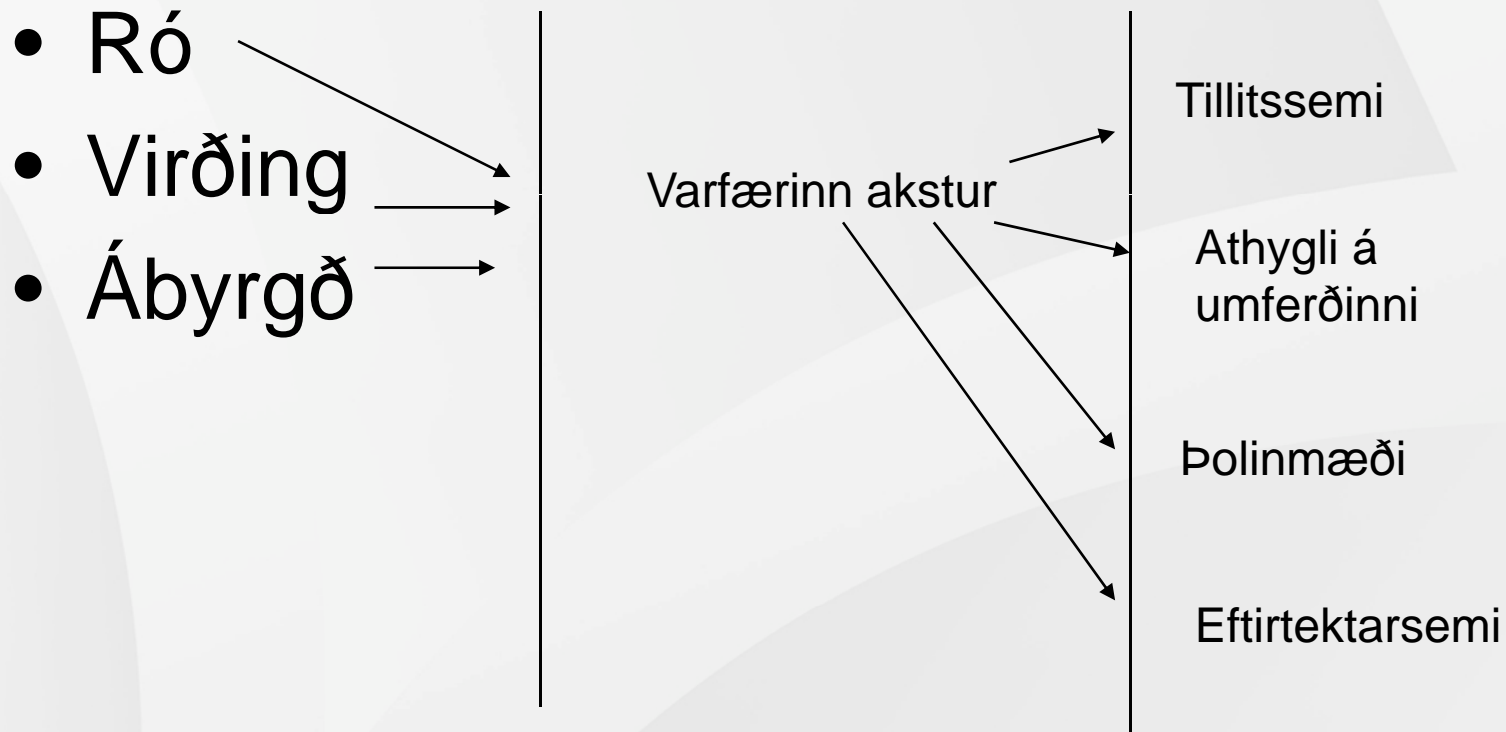 • Ró
• Virðing
• Ábyrgð
Varfærinn akstur
Tillitssemi
Athygli á
umferðinni
Þolinmæði
Eftirtektarsemi